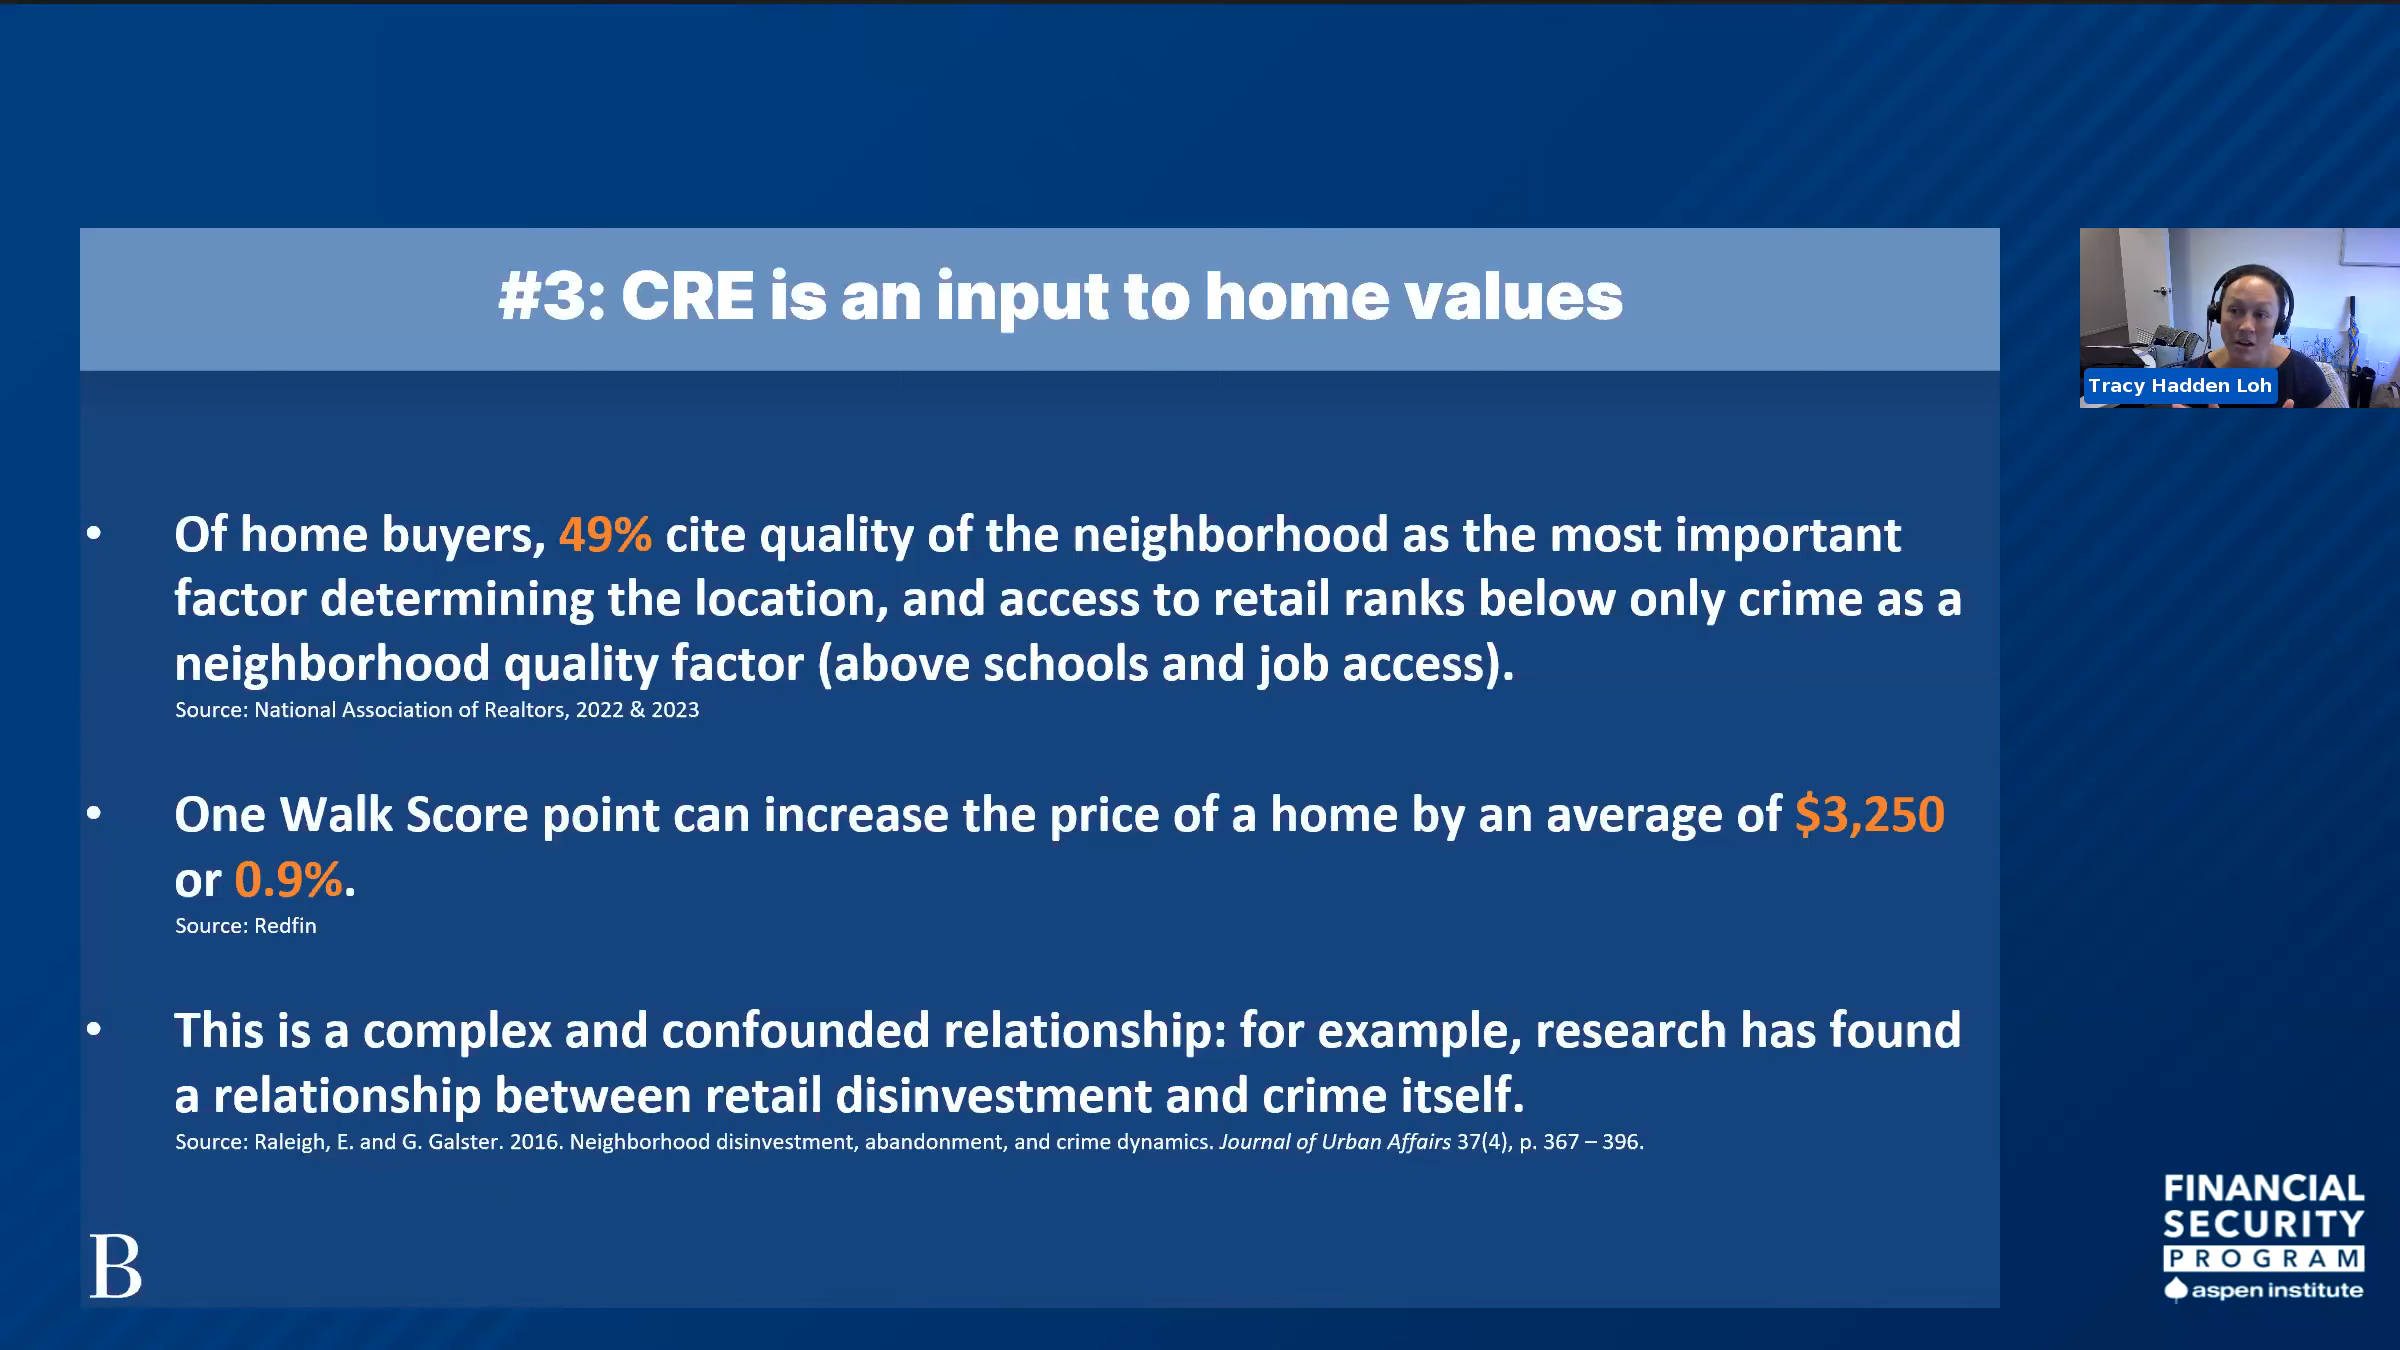 #3: CRE is an input to home values
Tracy Hadden Loh
• Of home buyers, 49% cite quality of the neighborhood as the most important
factor determining the location, and access to retail ranks below only crime as a
neighborhood quality factor (above schools and job access).
Source: National Association of Realtors, 2022 & 2023
• One Walk Score point can increase the price of a home by an average of $3,250
or 0.9%.
Source: Redfin
• This is a complex and confounded relationship: for example, research has found
a relationship between retail disinvestment and crime itself.
Source: Raleigh, E. and G. Galster. 2016. Neighborhood disinvestment, abandonment, and crime dynamics. Journal of Urban Affairs 37(4), p. 367 – 396.
B
FINANCIAL
SECURITY
PROGRAM
aspen institute